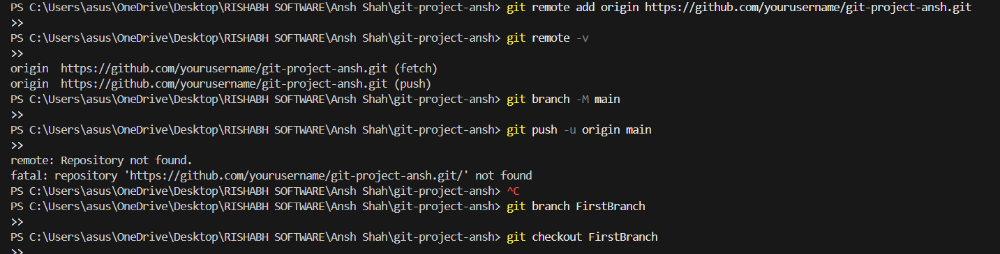 PS C:\Users\asus\OneDrive\Desktop\RISHABH SOFTWARE\Ansh Shah\git-project-ansh> git remote add origin https://github.com/yourusername/git-project-ansh.git
>>
PS C:\Users\asus\OneDrive\Desktop\RISHABH SOFTWARE\Ansh Shah\git-project-ansh> git remote -v
>>
origin  https://github.com/yourusername/git-project-ansh.git (fetch)
origin  https://github.com/yourusername/git-project-ansh.git (push)
PS C:\Users\asus\OneDrive\Desktop\RISHABH SOFTWARE\Ansh Shah\git-project-ansh> git branch -M main
>>
PS C:\Users\asus\OneDrive\Desktop\RISHABH SOFTWARE\Ansh Shah\git-project-ansh> git push -u origin main
>>
remote: Repository not found.
fatal: repository 'https://github.com/yourusername/git-project-ansh.git/' not found
PS C:\Users\asus\OneDrive\Desktop\RISHABH SOFTWARE\Ansh Shah\git-project-ansh> ^C
PS C:\Users\asus\OneDrive\Desktop\RISHABH SOFTWARE\Ansh Shah\git-project-ansh> git branch FirstBranch
>>
PS C:\Users\asus\OneDrive\Desktop\RISHABH SOFTWARE\Ansh Shah\git-project-ansh> git checkout FirstBranch
>>